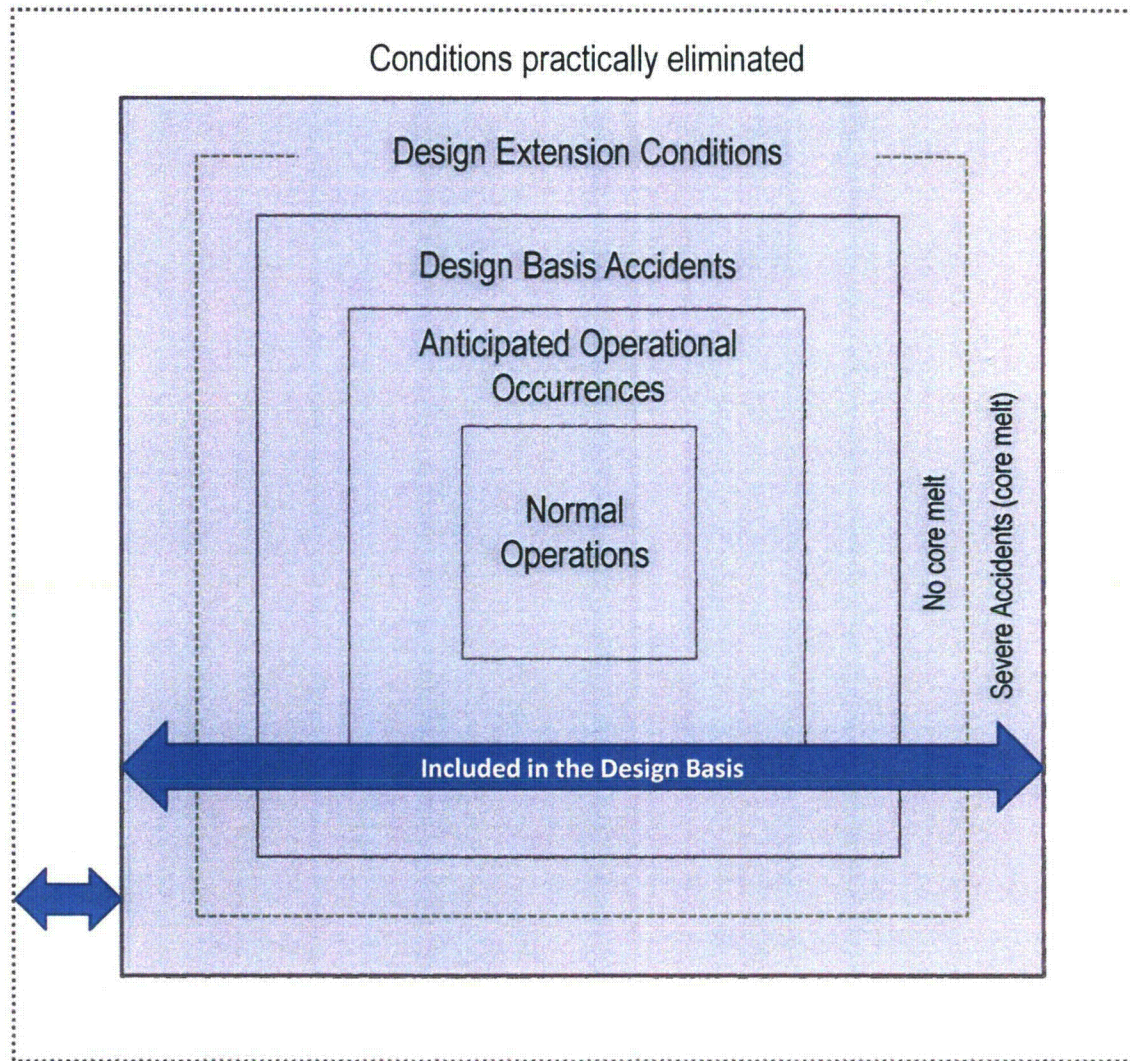 Conditions practically eliminated
Design Extension Conditions
Design Basis Accidents
Anticipated Operational
Occurrences
Normal
Operations
No core melt
Severe Accidents (core melt)
Included in the Design Basis